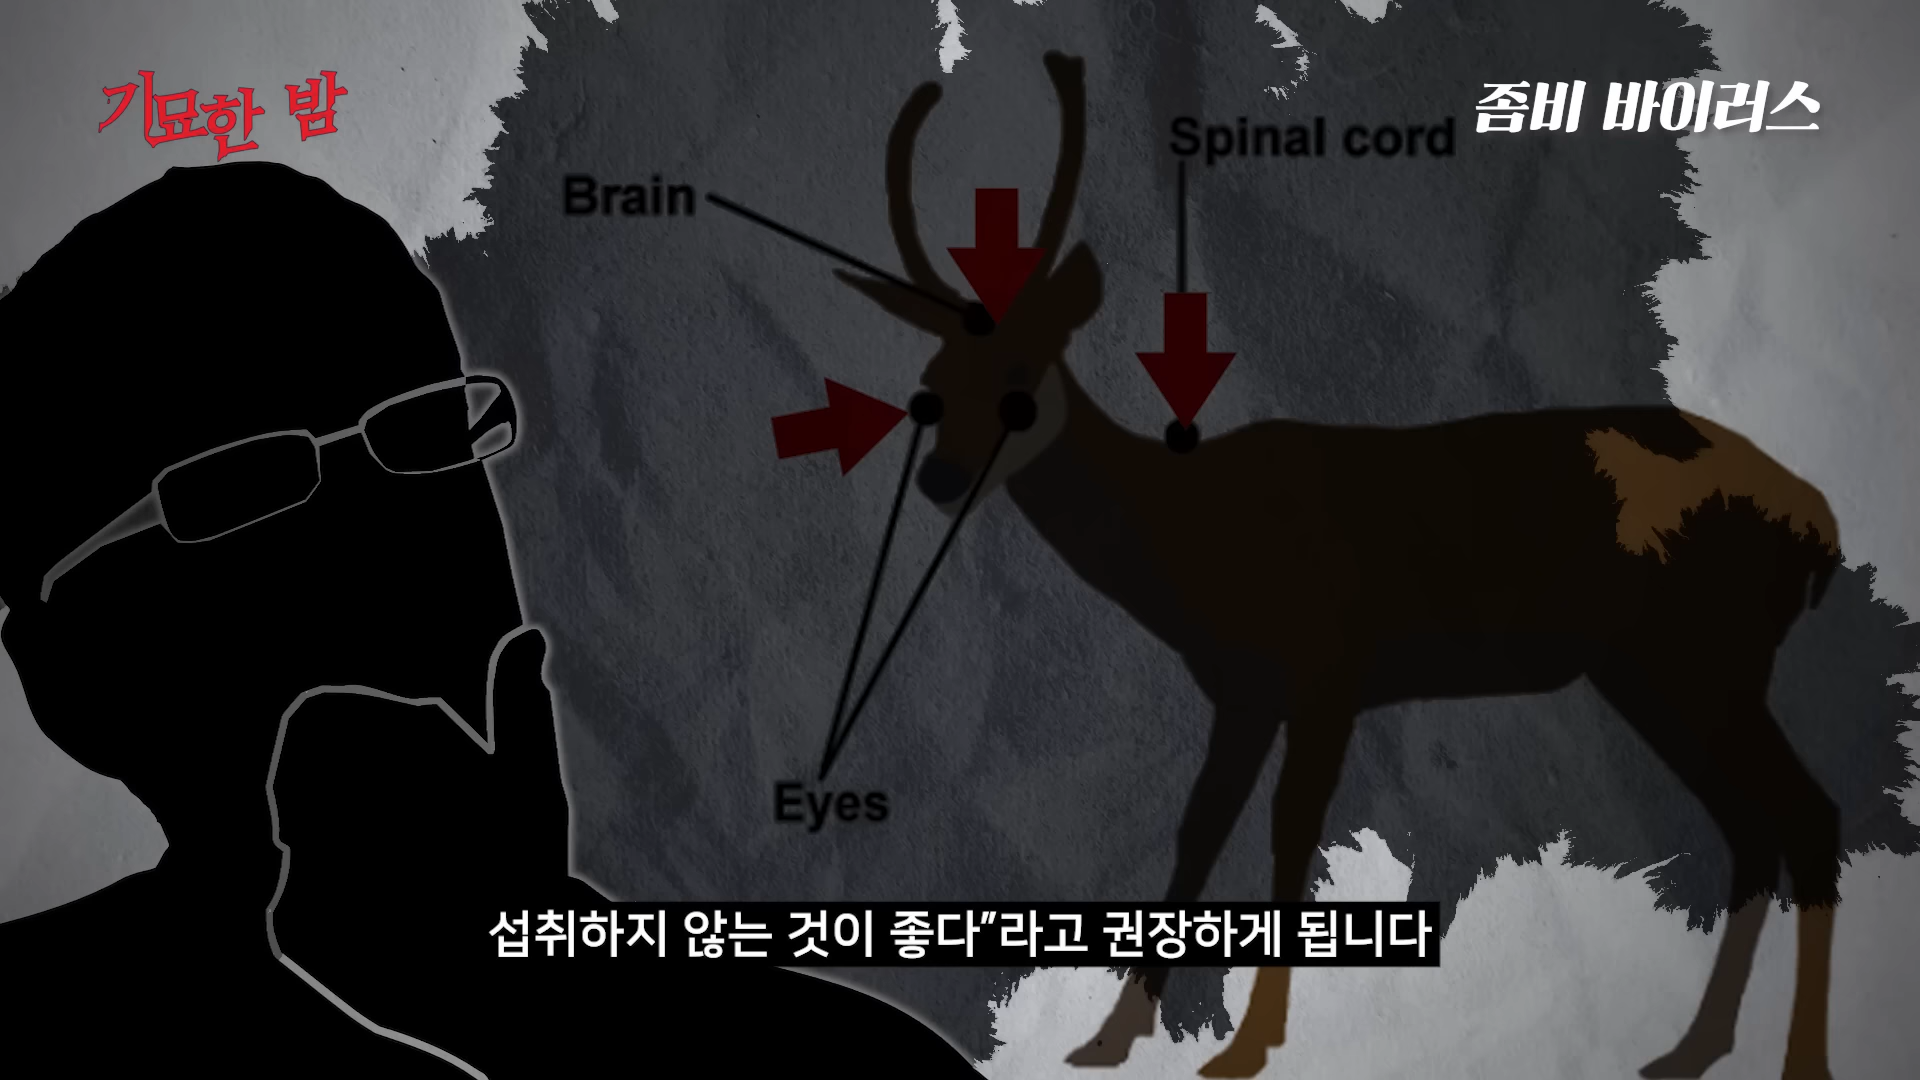 기묘한 밤
좀비 바이러스
Spinal cord
Brain
Eyes
섭취하지 않는 것이 좋다"라고 권장하게 됩니다